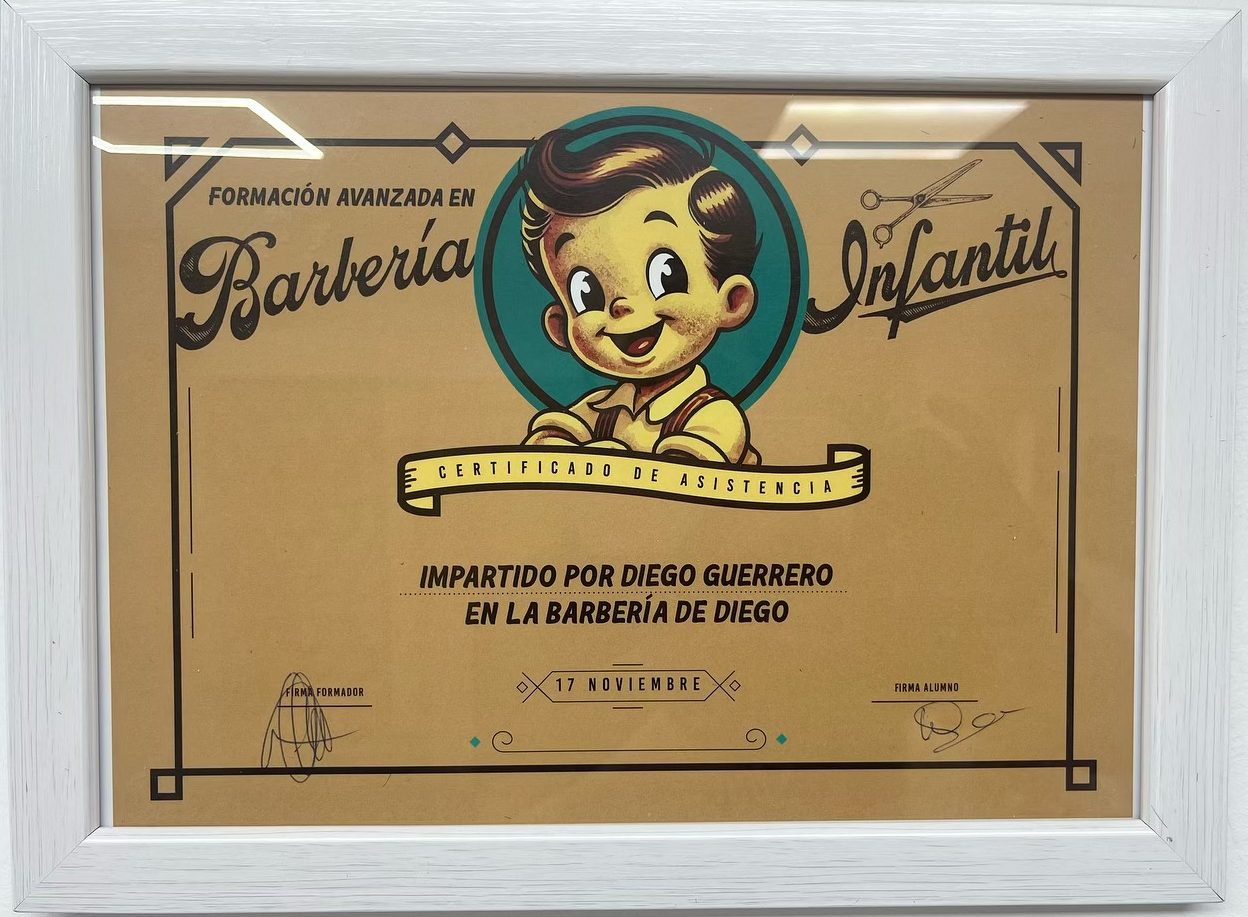 FORMACIÓN AVANZADA EN
Barbería Infantil
CERTIFICADO DE ASISTENCIA
IMPARTIDO POR DIEGO GUERRERO
EN LA BARBERÍA DE DIEGO
17 NOVIEMBRE
FIRMA FORMADOR
FIRMA ALUMNO